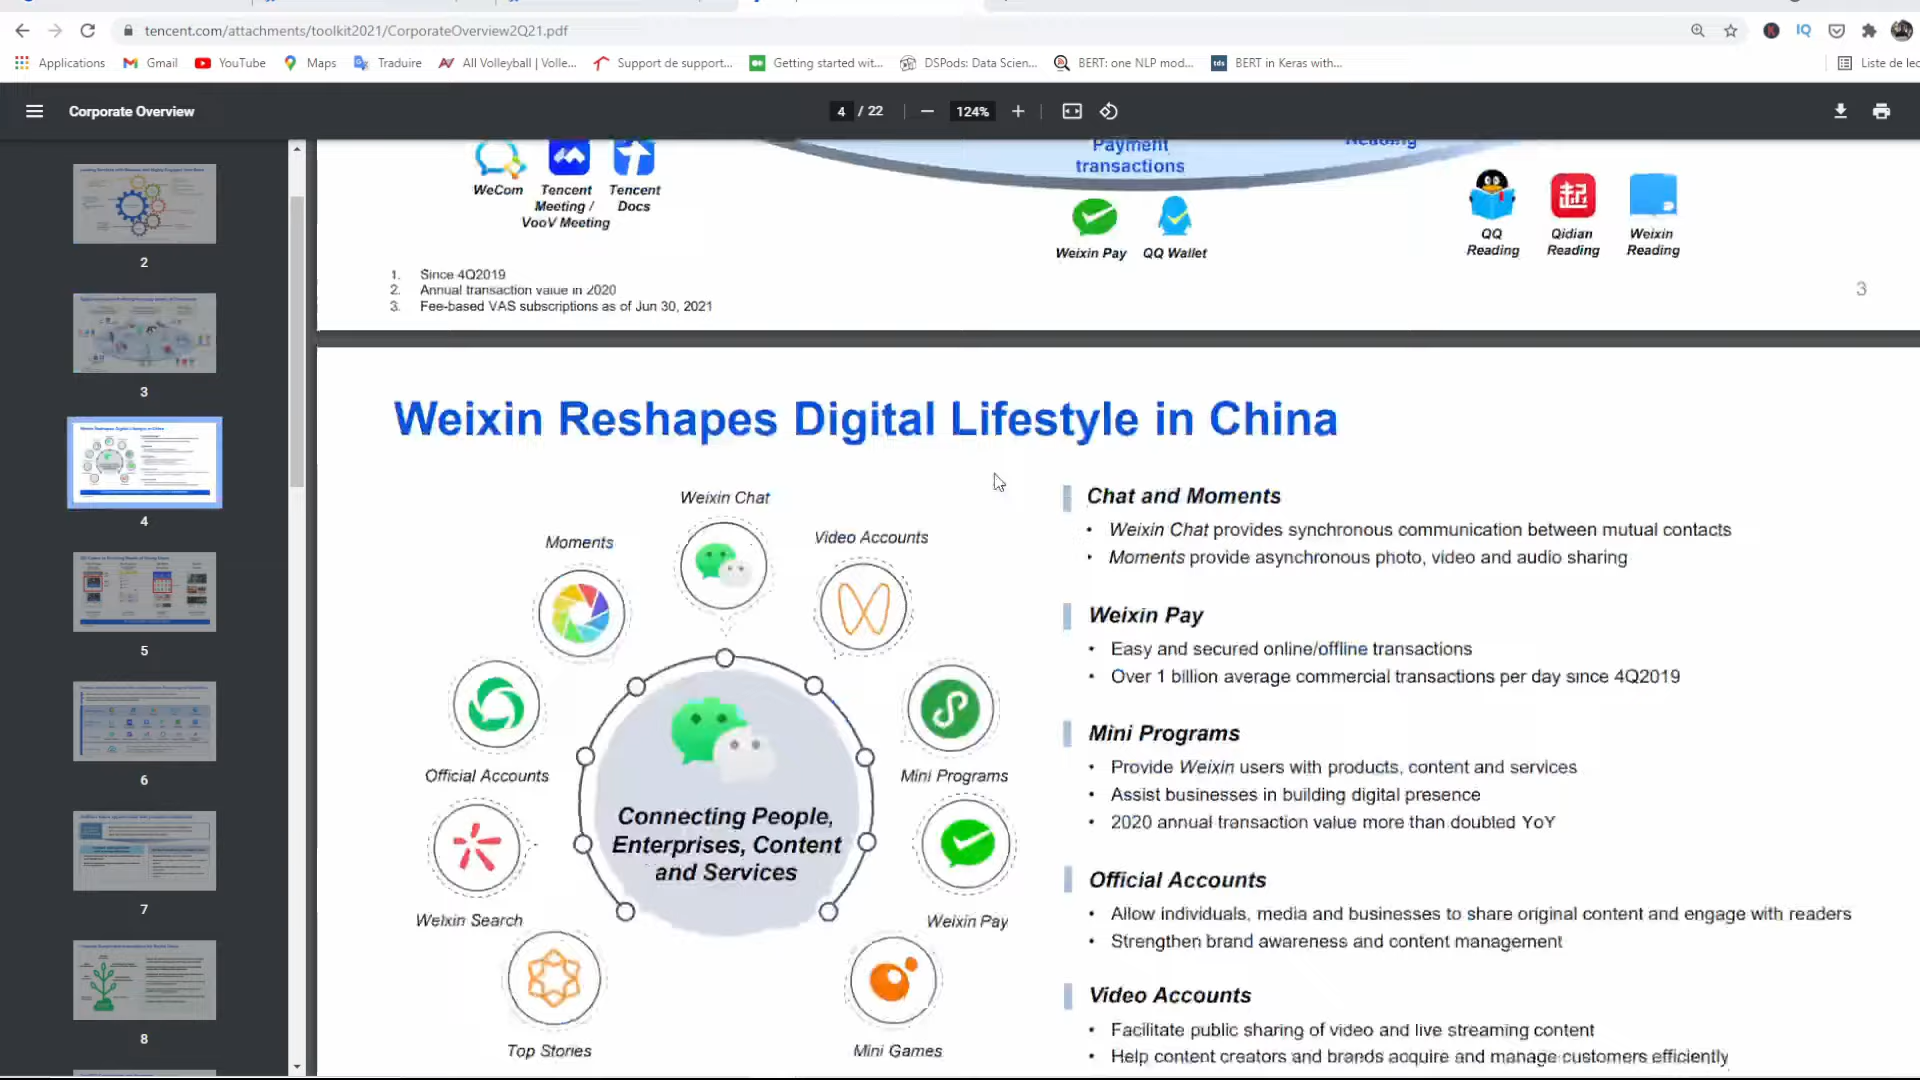 tencent.com/attachments/toolkit2021/CorporateOverview2Q21.pdf
IQ
Applications
Gmail
YouTube
Maps
Traduire
All Volleyball | Volle...
Support de support...
Getting started wit...
DSPods: Data Scien...
BERT: one NLP mod...
tds
BERT in Keras with...
Liste de lec
Corporate Overview
4 / 22
124%
2
3
4
5
6
7
8
WeCom
Tencent
Meeting /
VooV Meeting
Tencent
Docs
Payment
transactions
Reading
Weixin Pay
QQ Wallet
起
QQ
Reading
Qidian
Reading
Weixin
Reading
1. Since 4Q2019
2. Annual transaction value in 2020
3. Fee-based VAS subscriptions as of Jun 30, 2021
3
Weixin Reshapes Digital Lifestyle in China
Weixin Chat
Moments
Video Accounts
Official Accounts
Mini Programs
Weixin Search
Weixin Pay
Top Stories
Mini Games
Connecting People,
Enterprises, Content
and Services
Chat and Moments
• Weixin Chat provides synchronous communication between mutual contacts
• Moments provide asynchronous photo, video and audio sharing
Weixin Pay
• Easy and secured online/offline transactions
• Over 1 billion average commercial transactions per day since 4Q2019
Mini Programs
• Provide Weixin users with products, content and services
• Assist businesses in building digital presence
• 2020 annual transaction value more than doubled YoY
Official Accounts
• Allow individuals, media and businesses to share original content and engage with readers
• Strengthen brand awareness and content management
Video Accounts
• Facilitate public sharing of video and live streaming content
• Help content creators and brands acquire and manage customers efficiently